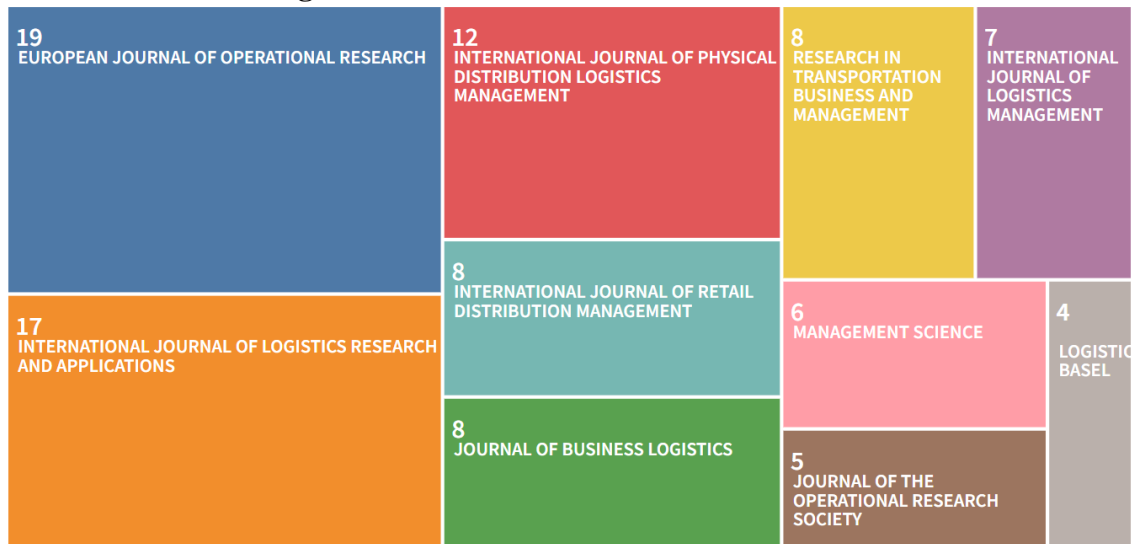 19
EUROPEAN JOURNAL OF OPERATIONAL RESEARCH
17
INTERNATIONAL JOURNAL OF LOGISTICS RESEARCH
AND APPLICATIONS
12
INTERNATIONAL JOURNAL OF PHYSICAL
DISTRIBUTION LOGISTICS
MANAGEMENT
8
INTERNATIONAL JOURNAL OF RETAIL
DISTRIBUTION MANAGEMENT
8
JOURNAL OF BUSINESS LOGISTICS
8
RESEARCH IN
TRANSPORTATION
BUSINESS AND
MANAGEMENT
7
INTERNATIONAL
JOURNAL OF
LOGISTICS
MANAGEMENT
6
MANAGEMENT SCIENCE
5
JOURNAL OF THE
OPERATIONAL RESEARCH
SOCIETY
4
LOGISTIC
BASEL